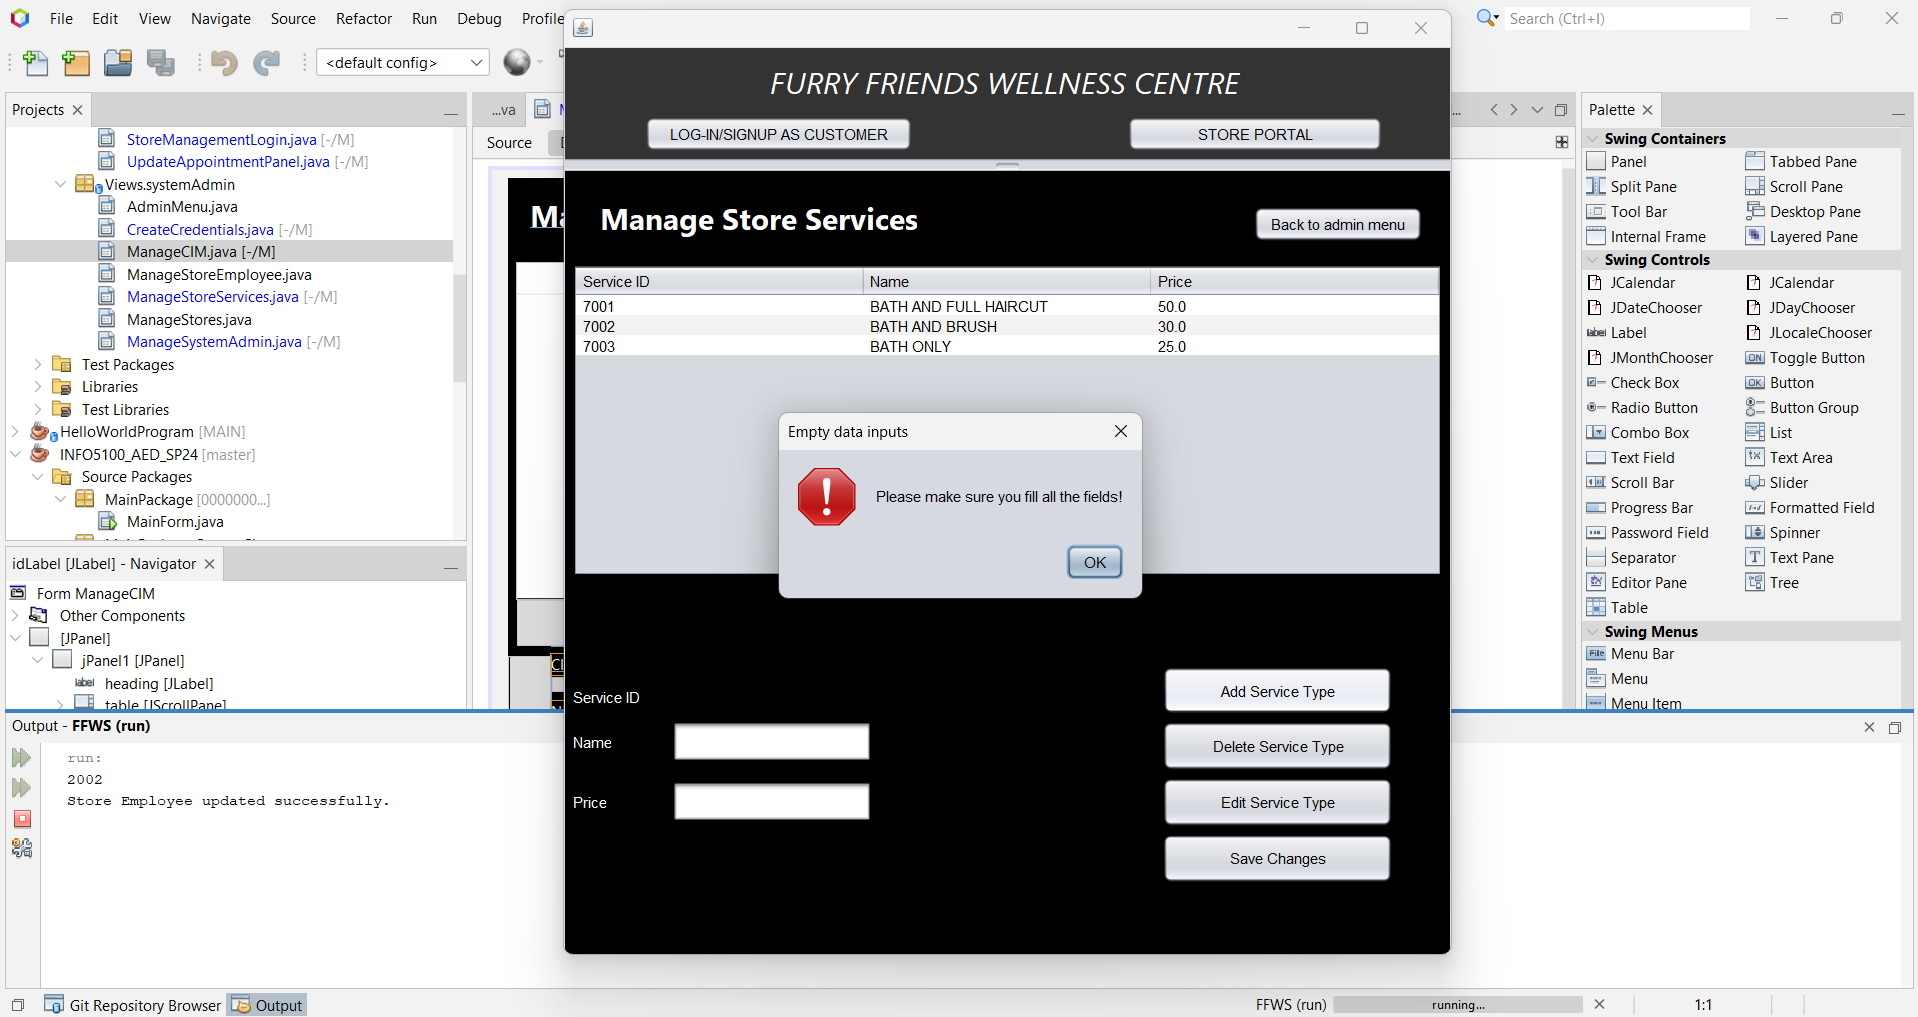 File Edit View Navigate Source Refactor Run Debug Profile
Search (Ctrl+I)
<default config>
FURRY FRIENDS WELLNESS CENTRE
LOG-IN/SIGNUP AS CUSTOMER
STORE PORTAL
Projects
...va
Source
StoreManagementLogin.java [-/M]
UpdateAppointmentPanel.java [-/M]
Views.systemAdmin
AdminMenu.java
CreateCredentials.java [-/M]
ManageCIM.java [-/M]
ManageStoreEmployee.java
ManageStoreServices.java [-/M]
ManageStores.java
ManageSystemAdmin.java [-/M]
Test Packages
Libraries
Test Libraries
HelloWorldProgram [MAIN]
INFO5100_AED_SP24 [master]
Source Packages
MainPackage [0000000...]
MainForm.java
idLabel [JLabel] - Navigator
Form ManageCIM
Other Components
[JPanel]
jPanel1 [JPanel]
heading [JLabel]
table [JScrollPane]
Manage Store Services
Back to admin menu
Service ID Name Price
7001 BATH AND FULL HAIRCUT 50.0
7002 BATH AND BRUSH 30.0
7003 BATH ONLY 25.0
Empty data inputs
Please make sure you fill all the fields!
OK
Service ID
Name
Price
Add Service Type
Delete Service Type
Edit Service Type
Save Changes
Palette
Swing Containers
Panel Tabbed Pane
Split Pane Scroll Pane
Tool Bar Desktop Pane
Internal Frame Layered Pane
Swing Controls
JCalendar JCalendar
JDateChooser JDayChooser
label Label JLocaleChooser
JMonthChooser ON Toggle Button
Check Box OK Button
Radio Button Button Group
Combo Box List
Text Field Text Area
Scroll Bar Slider
Progress Bar Formatted Field
Password Field Spinner
Separator Text Pane
Editor Pane Tree
Table
Swing Menus
File Menu Bar
Menu
Menu Item
Output - FFWS (run)
run:
2002
Store Employee updated successfully.
Git Repository Browser
Output
FFWS (run)
running...
1:1